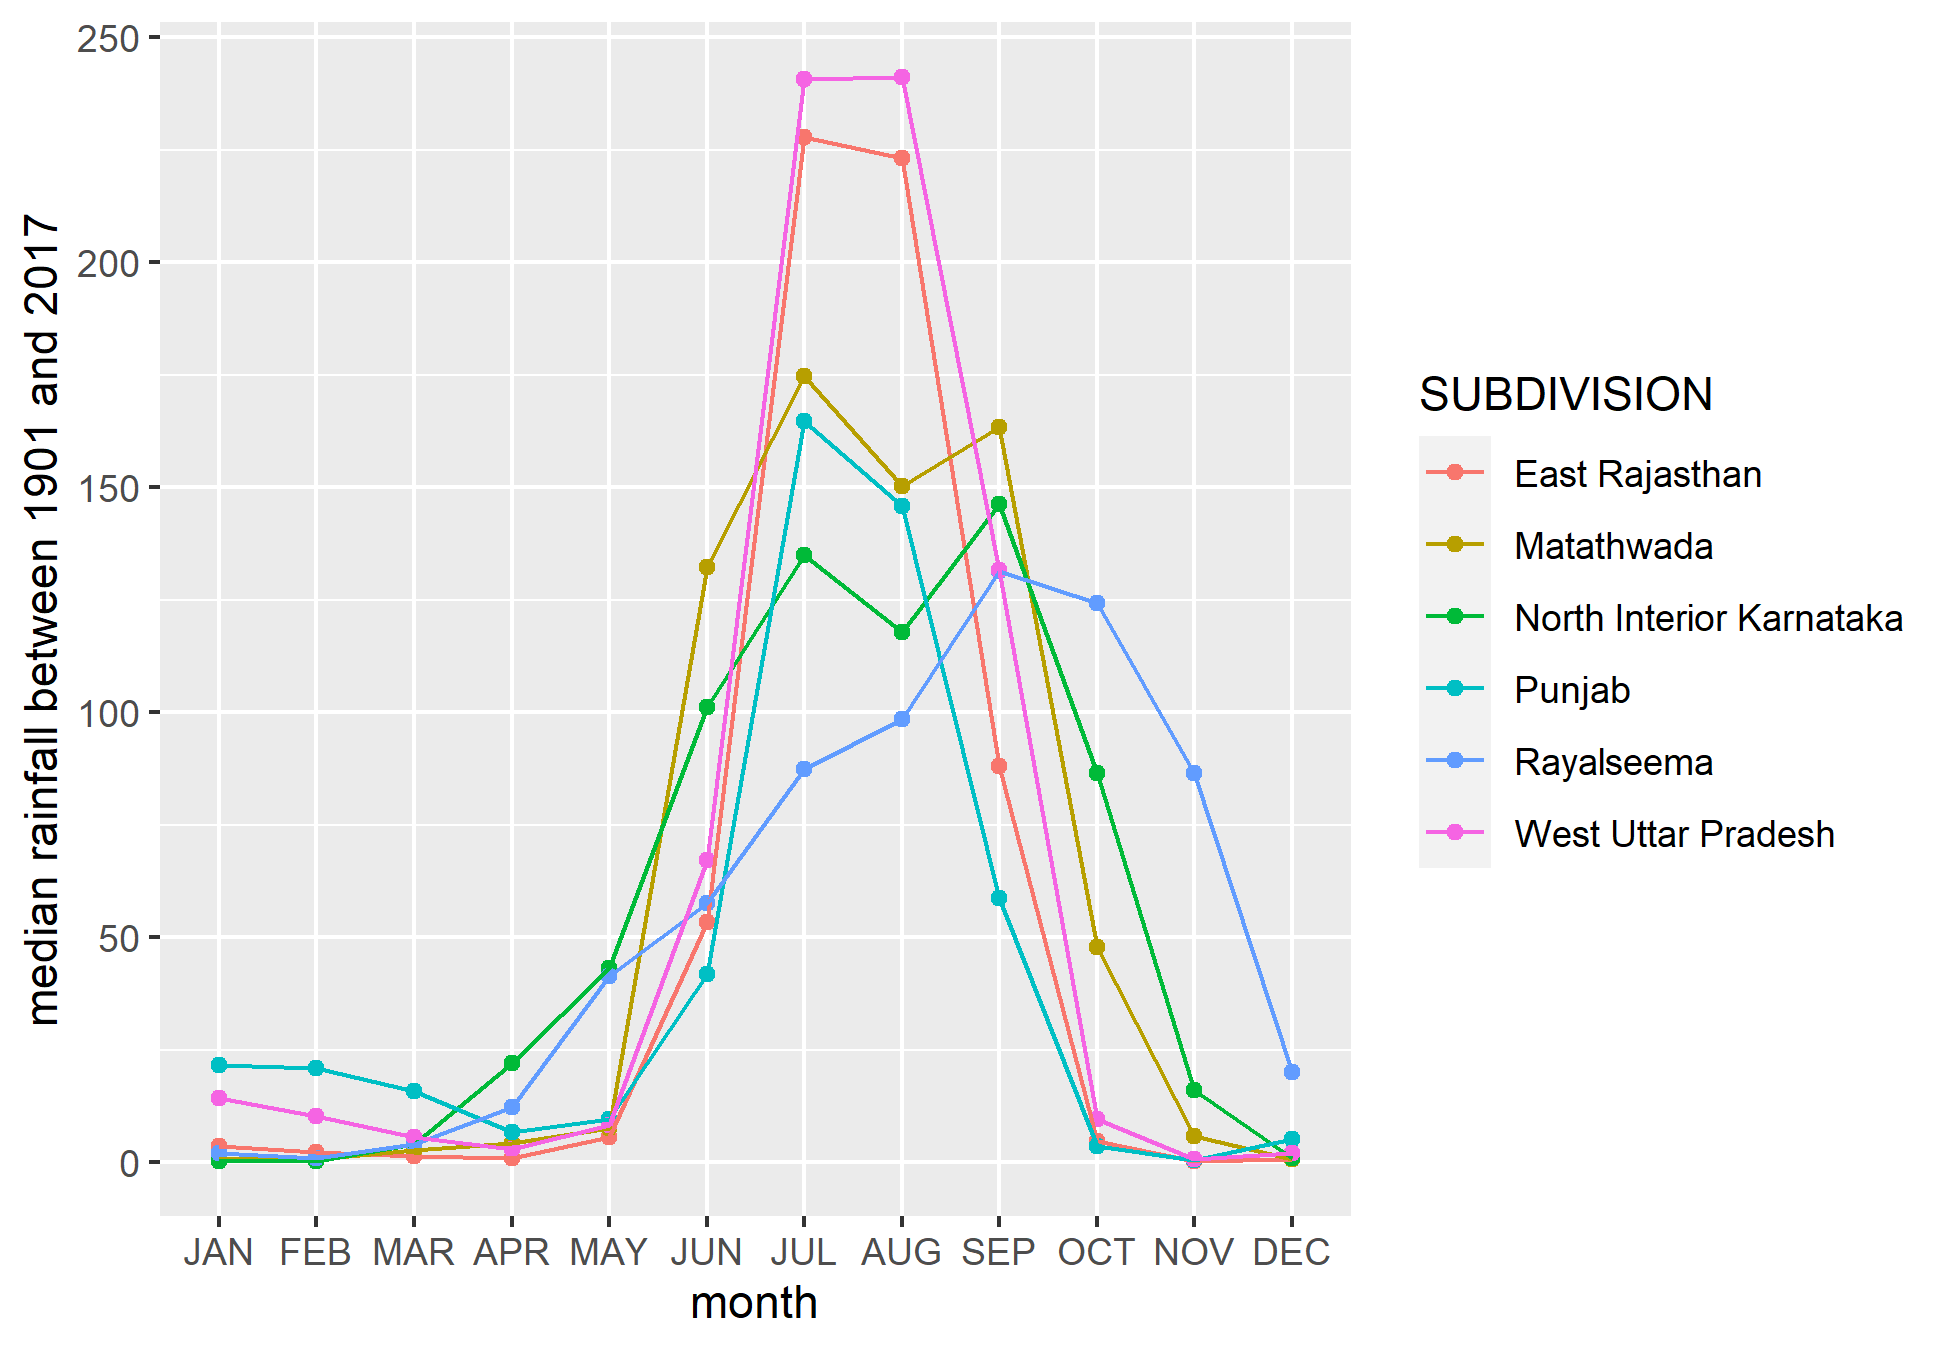 median rainfall between 1901 and 2017
250
200
150
100
50
0
JAN FEB MAR APR MAY JUN JUL AUG SEP OCT NOV DEC
month
SUBDIVISION
East Rajasthan
Matathwada
North Interior Karnataka
Punjab
Rayalseema
West Uttar Pradesh